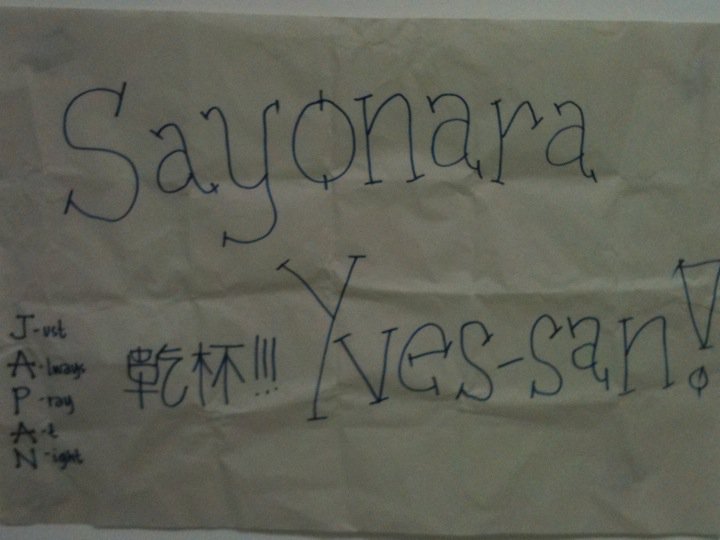 Sayonara
Yves-san!
乾杯!!!
J-ust
A-lways
P-ray
A-t
N-ight